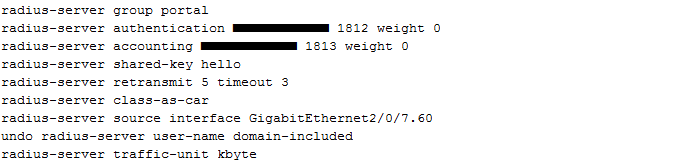 radius-server group portal
radius-server authentication 1812 weight 0
radius-server accounting 1813 weight 0
radius-server shared-key hello
radius-server retransmit 5 timeout 3
radius-server class-as-car
radius-server source interface GigabitEthernet2/0/7.60
undo radius-server user-name domain-included
radius-server traffic-unit kbyte